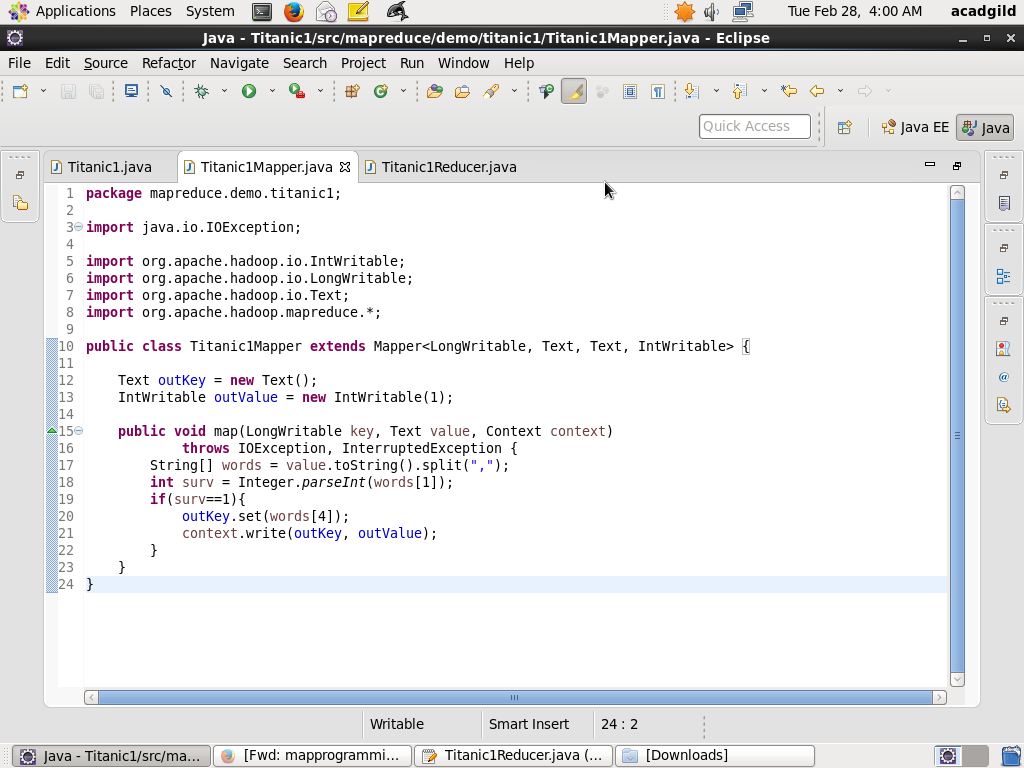 Applications Places System Tue Feb 28, 4:00 AM acadgild
Java - Titanic1/src/mapreduce/demo/titanic1/Titanic1Mapper.java - Eclipse
File Edit Source Refactor Navigate Search Project Run Window Help
Quick Access Java EE Java
Titanic1.java Titanic1Mapper.java Titanic1Reducer.java
1 package mapreduce.demo.titanic1;
2
3 import java.io.IOException;
4
5 import org.apache.hadoop.io.IntWritable;
6 import org.apache.hadoop.io.LongWritable;
7 import org.apache.hadoop.io.Text;
8 import org.apache.hadoop.mapreduce.*;
9
10 public class Titanic1Mapper extends Mapper<LongWritable, Text, Text, IntWritable> {
11
12 Text outKey = new Text();
13 IntWritable outValue = new IntWritable(1);
14
15 public void map(LongWritable key, Text value, Context context)
16 throws IOException, InterruptedException {
17 String[] words = value.toString().split(",");
18 int surv = Integer.parseInt(words[1]);
19 if(surv==1){
20 outKey.set(words[4]);
21 context.write(outKey, outValue);
22 }
23 }
24 }
Writable Smart Insert 24 : 2
Java - Titanic1/src/ma... [Fwd: mapprogrammi... Titanic1Reducer.java (... [Downloads]